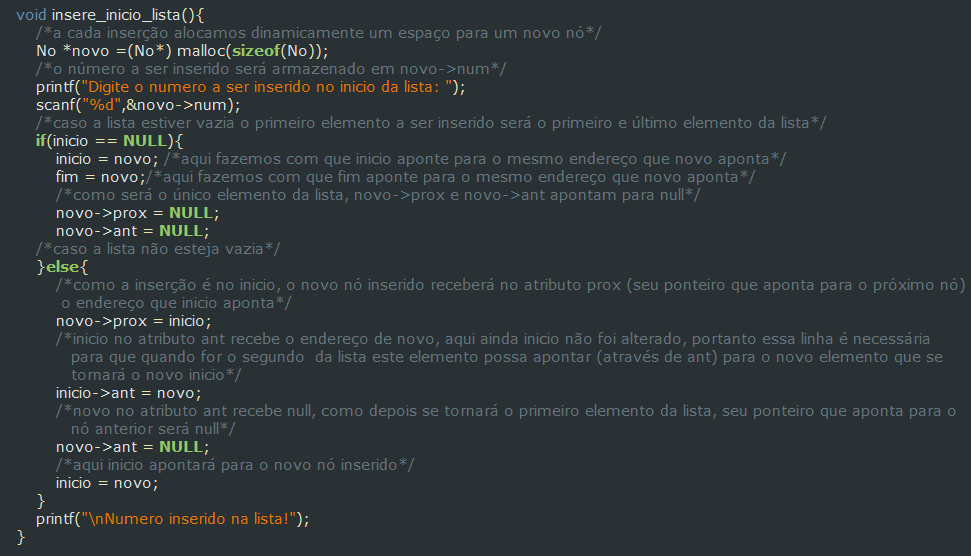 void insere_inicio_lista(){
/*a cada inserção alocamos dinamicamente um espaço para um novo nó*/
No *novo =(No*) malloc(sizeof(No));
/*o número a ser inserido será armazenado em novo->num*/
printf("Digite o numero a ser inserido no inicio da lista: ");
scanf("%d",&novo->num);
/*caso a lista estiver vazia o primeiro elemento a ser inserido será o primeiro e último elemento da lista*/
if(inicio == NULL){
inicio = novo; /*aqui fazemos com que inicio aponte para o mesmo endereço que novo aponta*/
fim = novo;/*aqui fazemos com que fim aponte para o mesmo endereço que novo aponta*/
/*como será o único elemento da lista, novo->prox e novo->ant apontam para null*/
novo->prox = NULL;
novo->ant = NULL;
/*caso a lista não esteja vazia*/
}else{
/*como a inserção é no inicio, o novo nó inserido receberá no atributo prox (seu ponteiro que aponta para o próximo nó)
o endereço que inicio aponta*/
novo->prox = inicio;
/*inicio no atributo ant recebe o endereço de novo, aqui ainda inicio não foi alterado, portanto essa linha é necessária
para que quando for o segundo  da lista este elemento possa apontar (através de ant) para o novo elemento que se
tornará o novo inicio*/
inicio->ant = novo;
/*novo no atributo ant recebe null, como depois se tornará o primeiro elemento da lista, seu ponteiro que aponta para o
nó anterior será null*/
novo->ant = NULL;
/*aqui inicio apontará para o novo nó inserido*/
inicio = novo;
}
printf("\nNumero inserido na lista!");
}